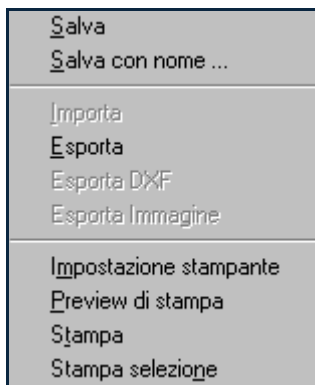 Salva
Salva con nome ...
Importa
Esporta
Esporta DXF
Esporta Immagine
Impostazione stampante
Preview di stampa
Stampa
Stampa selezione